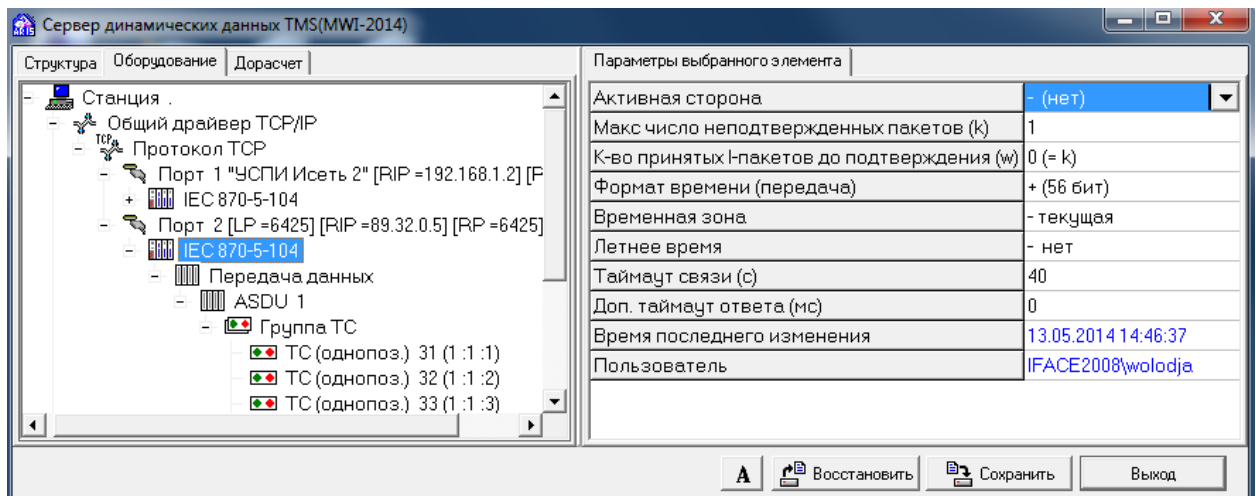 Сервер динамических данных TMS(MWI-2014)
Структура Оборудование Дорасчет
Станция .
Общий драйвер TCP/IP
TCP Протокол TCP
Порт 1 "УСПИ Исеть 2" [RIP =192.168.1.2] [P
IEC 870-5-104
Порт 2 [LP =6425] [RIP =89.32.0.5] [RP =6425]
IEC 870-5-104
Передача данных
ASDU 1
Группа ТС
ТС (однопоз.) 31 (1 :1 :1)
ТС (однопоз.) 32 (1 :1 :2)
ТС (однопоз.) 33 (1 :1 :3)
Параметры выбранного элемента
Активная сторона - (нет)
Макс число неподтвержденных пакетов (k) 1
К-во принятых I-пакетов до подтверждения (w) 0 (= k)
Формат времени (передача) + (56 бит)
Временная зона - текущая
Летнее время - нет
Таймаут связи (с) 40
Доп. таймаут ответа (мс) 0
Время последнего изменения 13.05.2014 14:46:37
Пользователь IFACE2008\wolodja
A Восстановить Сохранить Выход